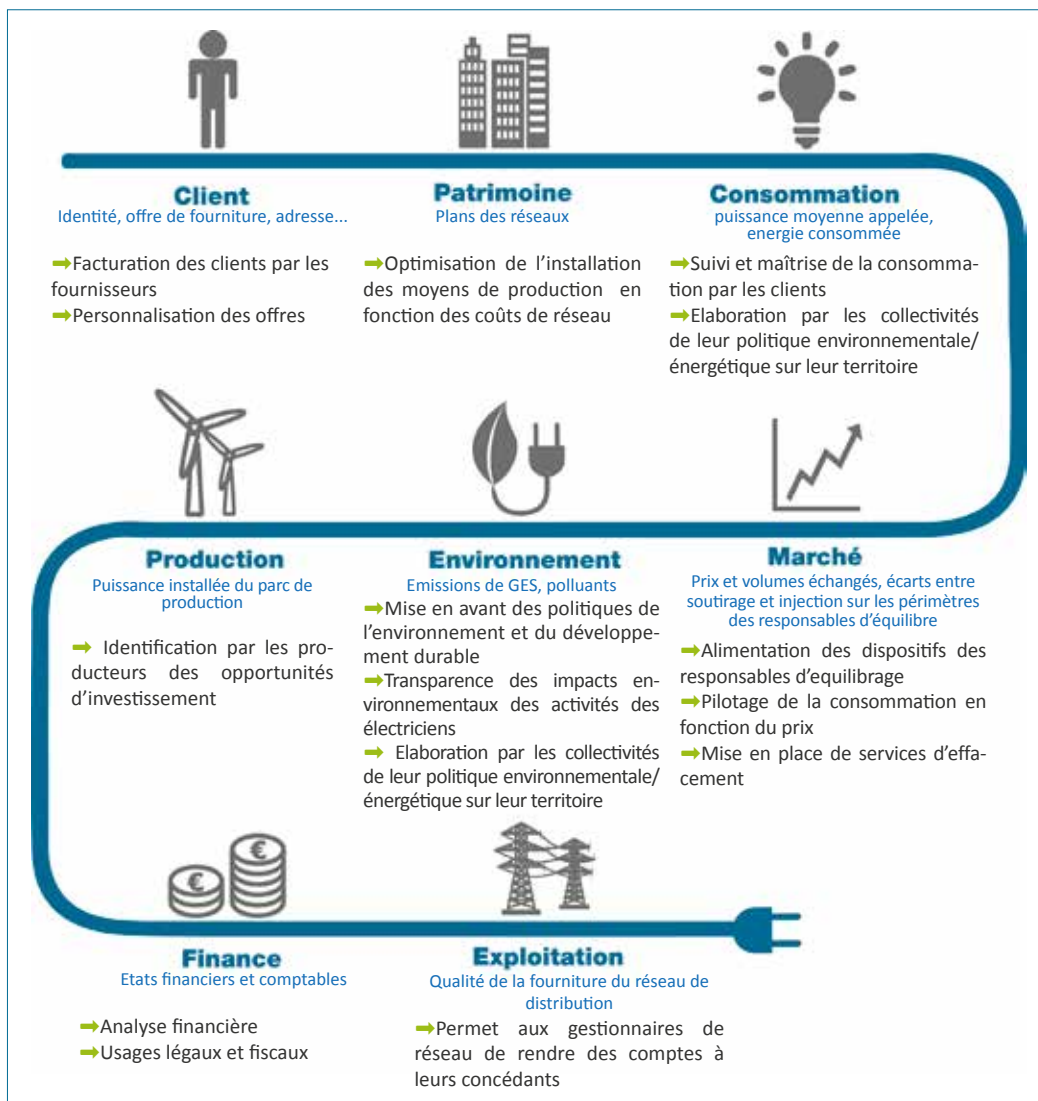 Client
Identité, offre de fourniture, adresse...
➡Facturation des clients par les
fournisseurs
➡Personnalisation des offres
Patrimoine
Plans des réseaux
➡Optimisation de l'installation
des moyens de production en
fonction des coûts de réseau
Consommation
puissance moyenne appelée,
energie consommée
➡Suivi et maîtrise de la consomma-
tion par les clients
➡Elaboration par les collectivités
de leur politique environnementale/
énergétique sur leur territoire
Production
Puissance installée du parc de
production
➡ Identification par les pro-
ducteurs des opportunités
d'investissement
Environnement
Emissions de GES, polluants
➡Mise en avant des politiques de
l'environnement et du développe-
ment durable
➡Transparence des impacts en-
vironnementaux des activités des
électriciens
➡ Elaboration par les collectivités
de leur politique environnementale/
énergétique sur leur territoire
Marché
Prix et volumes échangés, écarts entre
soutirage et injection sur les périmètres
des responsables d'équilibre
➡Alimentation des dispositifs des
responsables d'equilibrage
➡Pilotage de la consommation en
fonction du prix
➡Mise en place de services d'effa-
cement
€
€
Finance
Etats financiers et comptables
➡Analyse financière
➡Usages légaux et fiscaux
Exploitation
Qualité de la fourniture du réseau de
distribution
➡Permet aux gestionnaires de
réseau de rendre des comptes à
leurs concédants